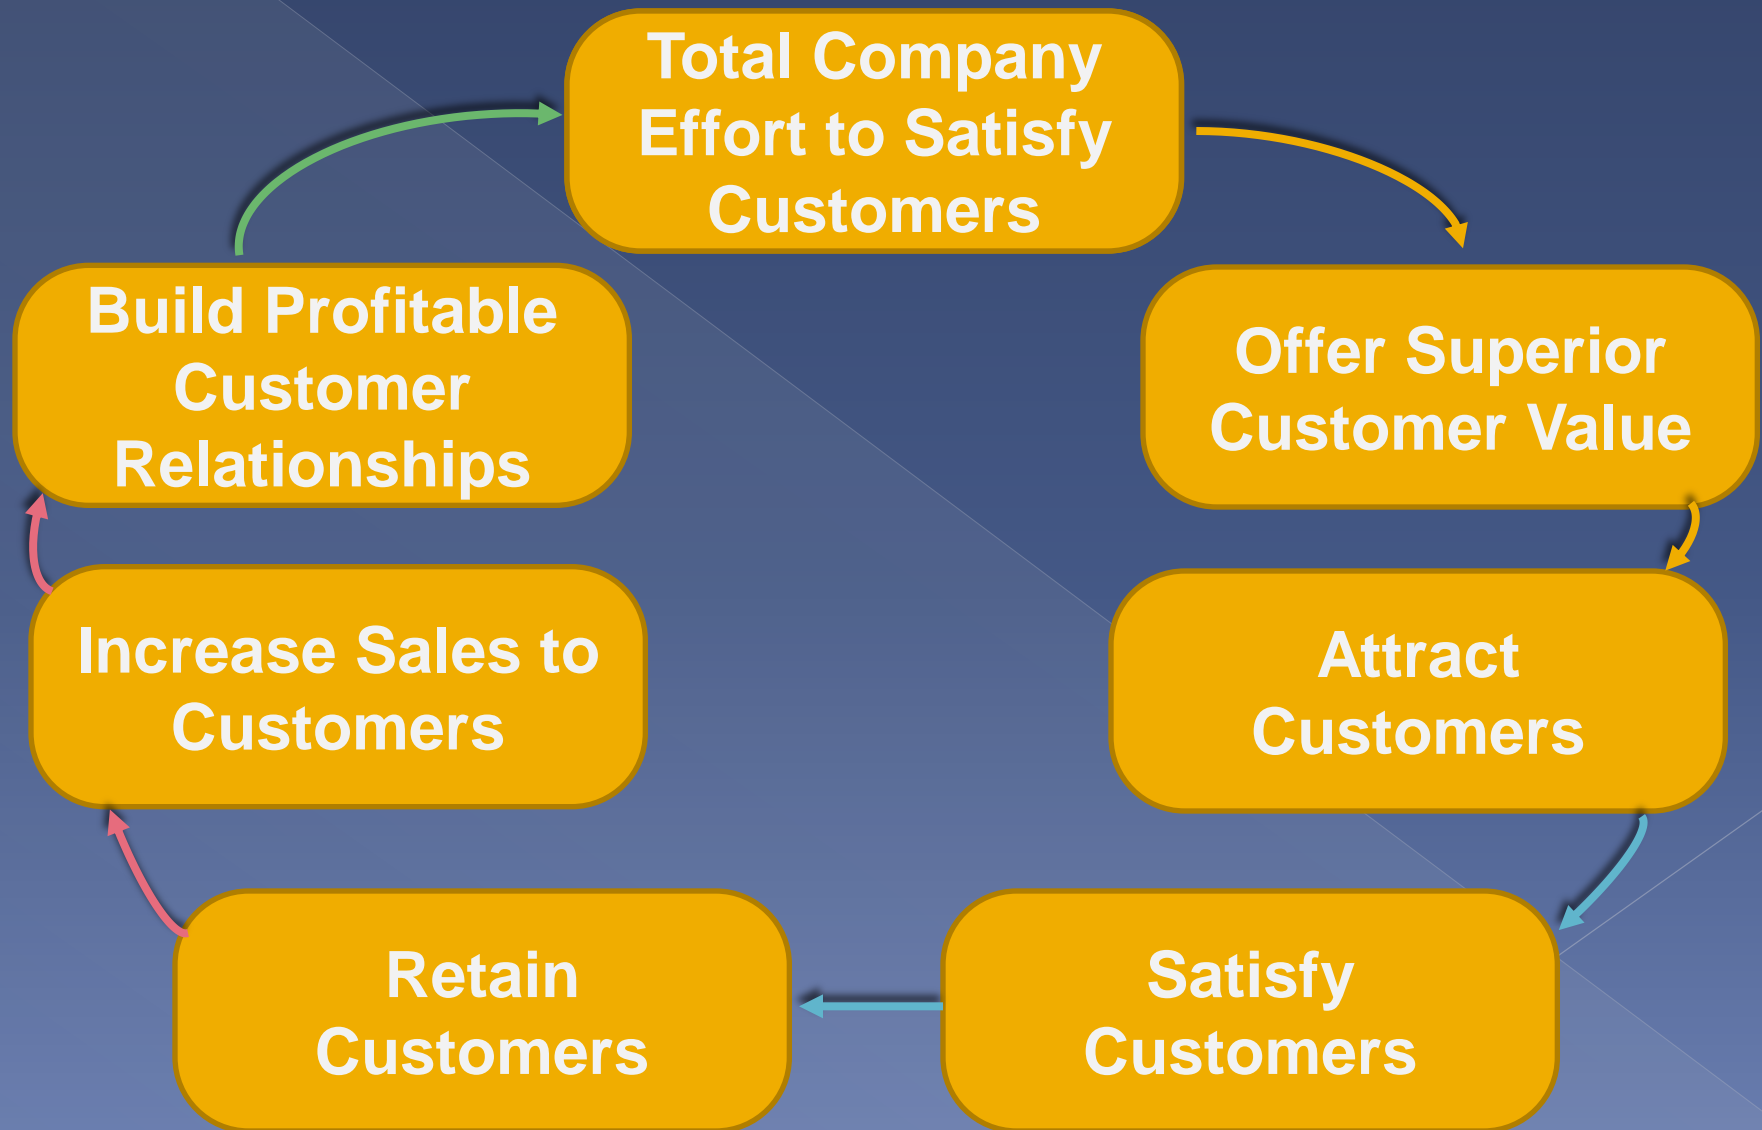 Total Company
Effort to Satisfy
Customers
Offer Superior
Customer Value
Attract
Customers
Satisfy
Customers
Retain
Customers
Increase Sales to
Customers
Build Profitable
Customer
Relationships